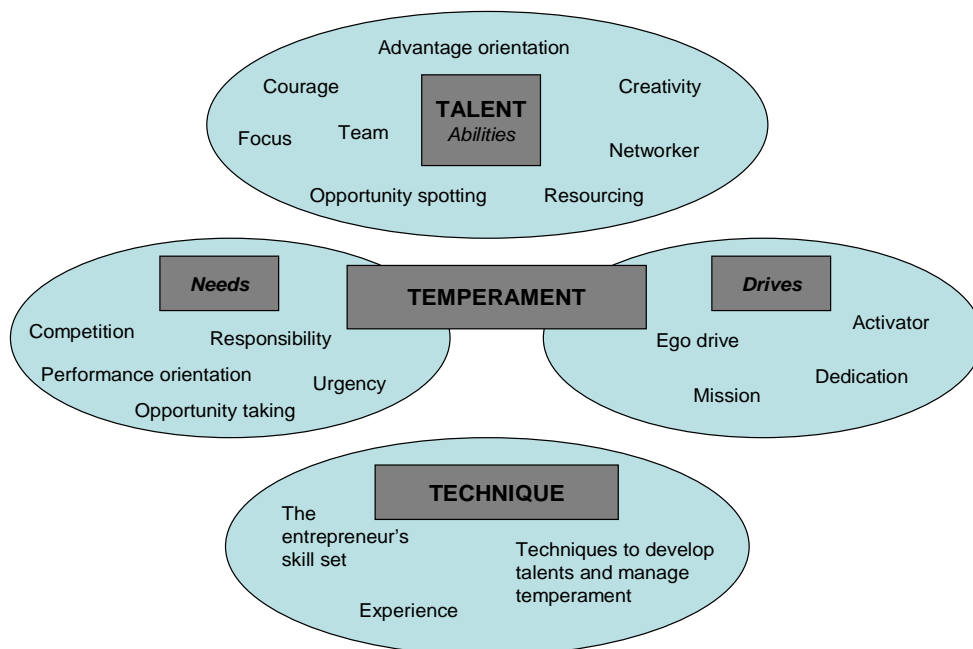 Advantage orientation
Courage
Creativity
TALENT
Abilities
Focus
Team
Networker
Opportunity spotting
Resourcing
TEMPERAMENT
Needs
Competition
Responsibility
Performance orientation
Urgency
Opportunity taking
Drives
Activator
Ego drive
Dedication
Mission
TECHNIQUE
The
entrepreneur's
skill set
Techniques to develop
talents and manage
temperament
Experience